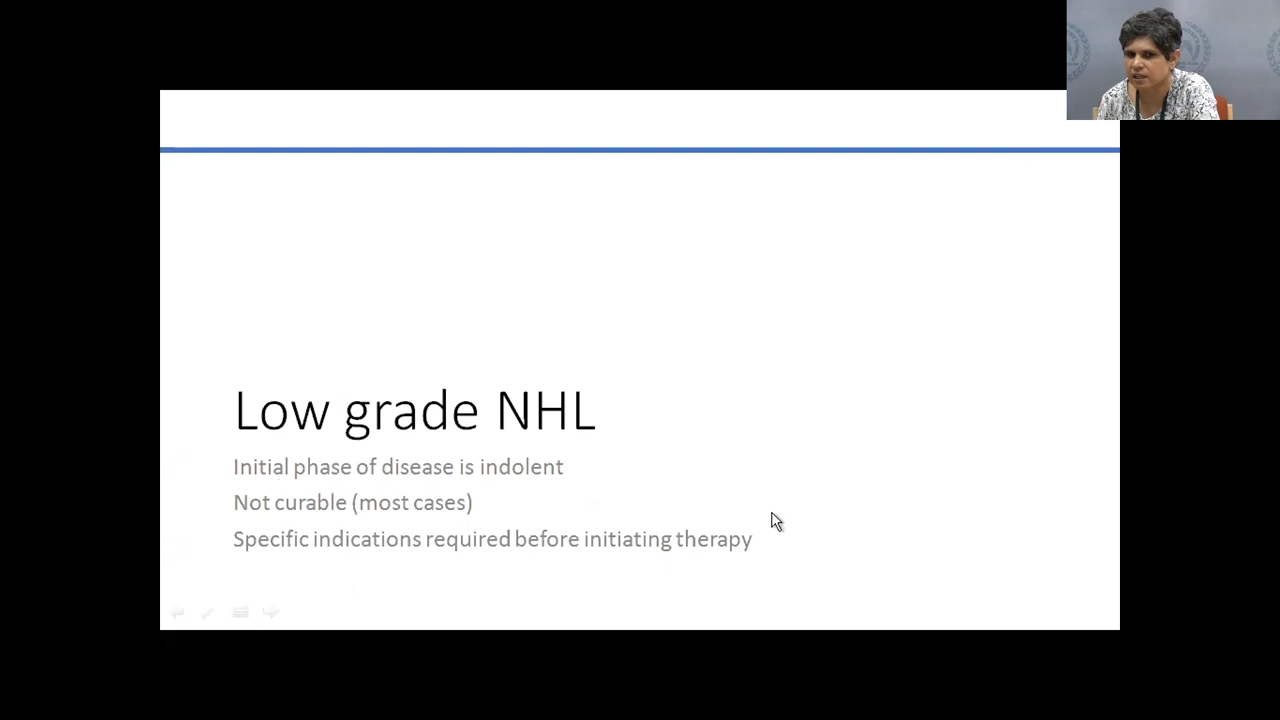 Low grade NHL
Initial phase of disease is indolent
Not curable (most cases)
Specific indications required before initiating therapy